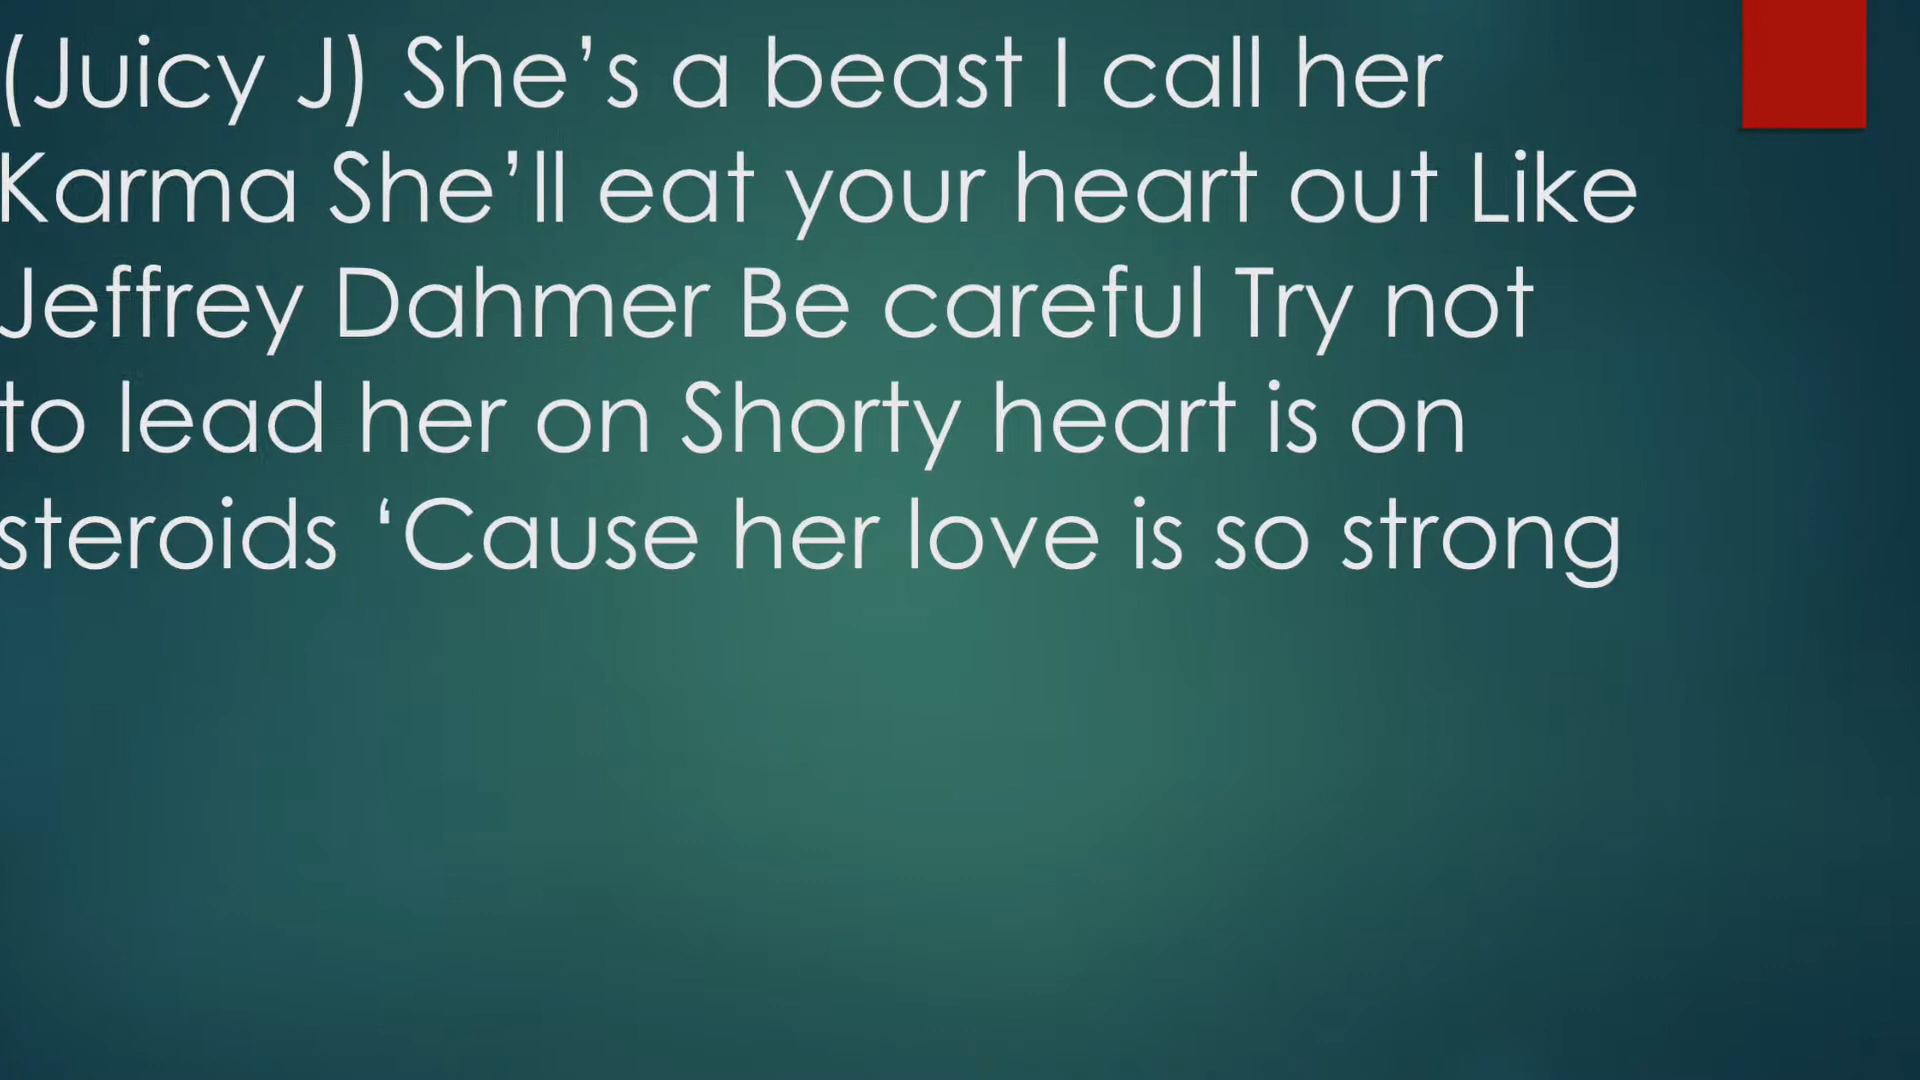 (Juicy J) She’s a beast I call her
Karma She’ll eat your heart out Like
Jeffrey Dahmer Be careful Try not
to lead her on Shorty heart is on
steroids ‘Cause her love is so strong